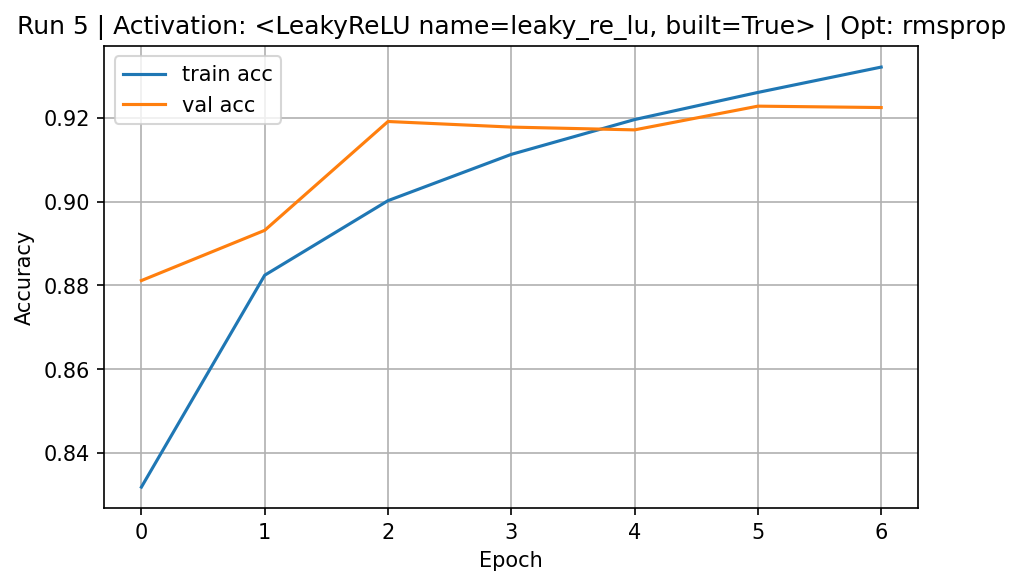 Run 5 | Activation: <LeakyReLU name=leaky_re_lu, built=True> | Opt: rmsprop
train acc
val acc
0.92
0.90
0.88
0.86
0.84
Accuracy
0 1 2 3 4 5 6
Epoch